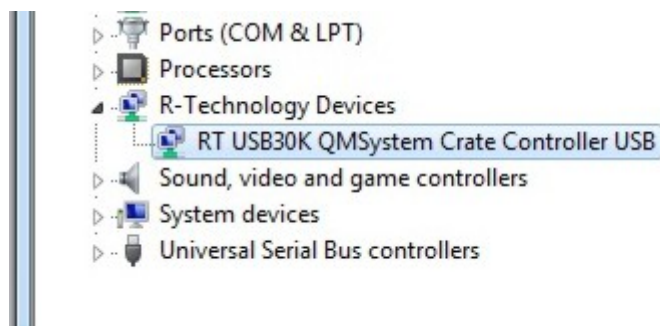 Ports (COM & LPT)
Processors
R-Technology Devices
RT USB30K QMSystem Crate Controller USB
Sound, video and game controllers
System devices
Universal Serial Bus controllers